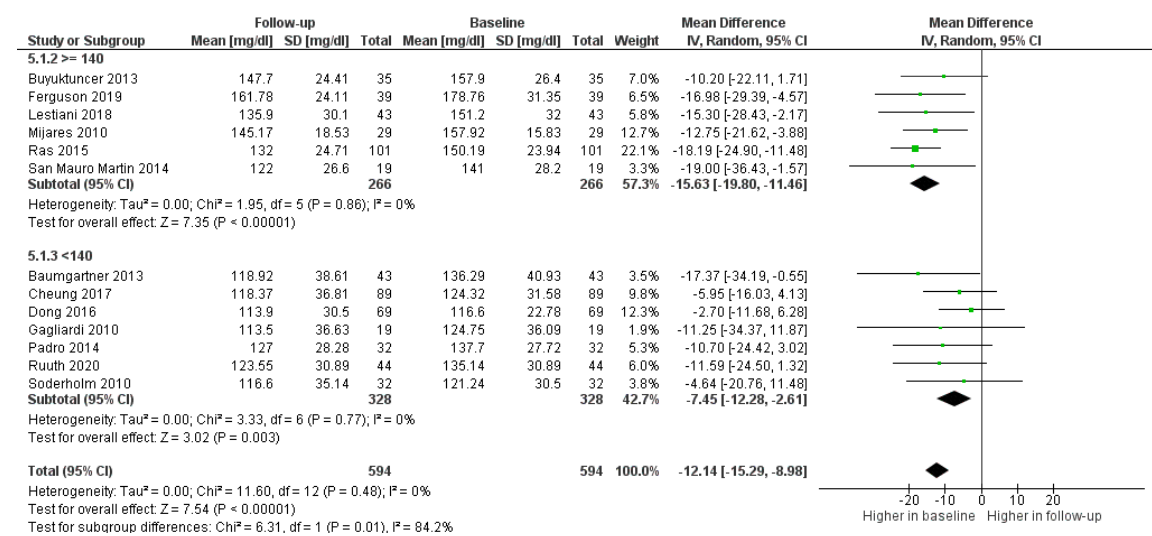 Follow-up Baseline Mean Difference Mean Difference
Study or Subgroup Mean [mg/dl] SD [mg/dl] Total Mean [mg/dl] SD [mg/dl] Total Weight IV, Random, 95% CI IV, Random, 95% CI
5.1.2 >= 140
Buyuktuncer 2013 147.7 24.41 35 157.9 26.4 35 7.0% -10.20 [-22.11, 1.71]
Ferguson 2019 161.78 24.11 39 178.76 31.35 39 6.5% -16.98 [-29.39, -4.57]
Lestiani 2018 135.9 30.1 43 151.2 32 43 5.8% -15.30 [-28.43, -2.17]
Mijares 2010 145.17 18.53 29 157.92 15.83 29 12.7% -12.75 [-21.62, -3.88]
Ras 2015 132 24.71 101 150.19 23.94 101 22.1% -18.19 [-24.90, -11.48]
San Mauro Martin 2014 122 26.6 19 141 28.2 19 3.3% -19.00 [-36.43, -1.57]
Subtotal (95% CI) 266 266 57.3% -15.63 [-19.80, -11.46]
Heterogeneity: Tau² = 0.00; Chi² = 1.95, df = 5 (P = 0.86); I² = 0%
Test for overall effect: Z = 7.35 (P < 0.00001)
5.1.3 <140
Baumgartner 2013 118.92 38.61 43 136.29 40.93 43 3.5% -17.37 [-34.19, -0.55]
Cheung 2017 118.37 36.81 89 124.32 31.58 89 9.8% -5.95 [-16.03, 4.13]
Dong 2016 113.9 30.5 69 116.6 22.78 69 12.3% -2.70 [-11.68, 6.28]
Gagliardi 2010 113.5 36.63 19 124.75 36.09 19 1.9% -11.25 [-34.37, 11.87]
Padro 2014 127 28.28 32 137.7 27.72 32 5.3% -10.70 [-24.42, 3.02]
Ruuth 2020 123.55 30.89 44 135.14 30.89 44 6.0% -11.59 [-24.50, 1.32]
Soderholm 2010 116.6 35.14 32 121.24 30.5 32 3.8% -4.64 [-20.76, 11.48]
Subtotal (95% CI) 328 328 42.7% -7.45 [-12.28, -2.61]
Heterogeneity: Tau² = 0.00; Chi² = 3.33, df = 6 (P = 0.77); I² = 0%
Test for overall effect: Z = 3.02 (P = 0.003)
Total (95% CI) 594 594 100.0% -12.14 [-15.29, -8.98]
Heterogeneity: Tau² = 0.00; Chi² = 11.60, df = 12 (P = 0.48); I² = 0%
Test for overall effect: Z = 7.54 (P < 0.00001)
Test for subgroup differences: Chi² = 6.31, df = 1 (P = 0.01), I² = 84.2%
-20 -10 0 10 20
Higher in baseline Higher in follow-up